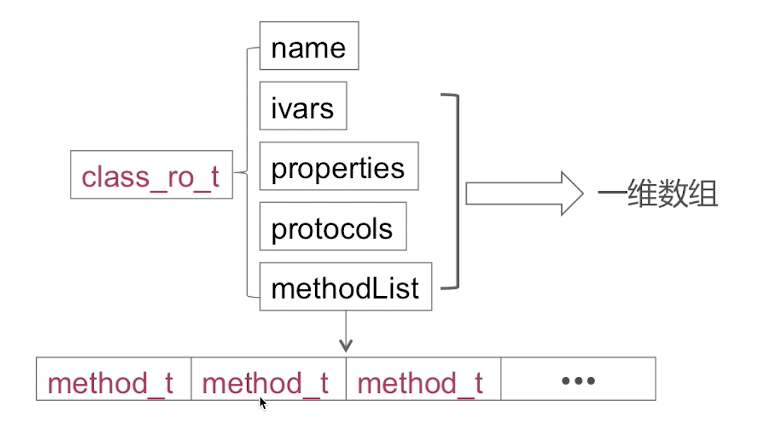 name
ivars
class_ro_t
properties
一维数组
protocols
methodList
method_t method_t method_t •••